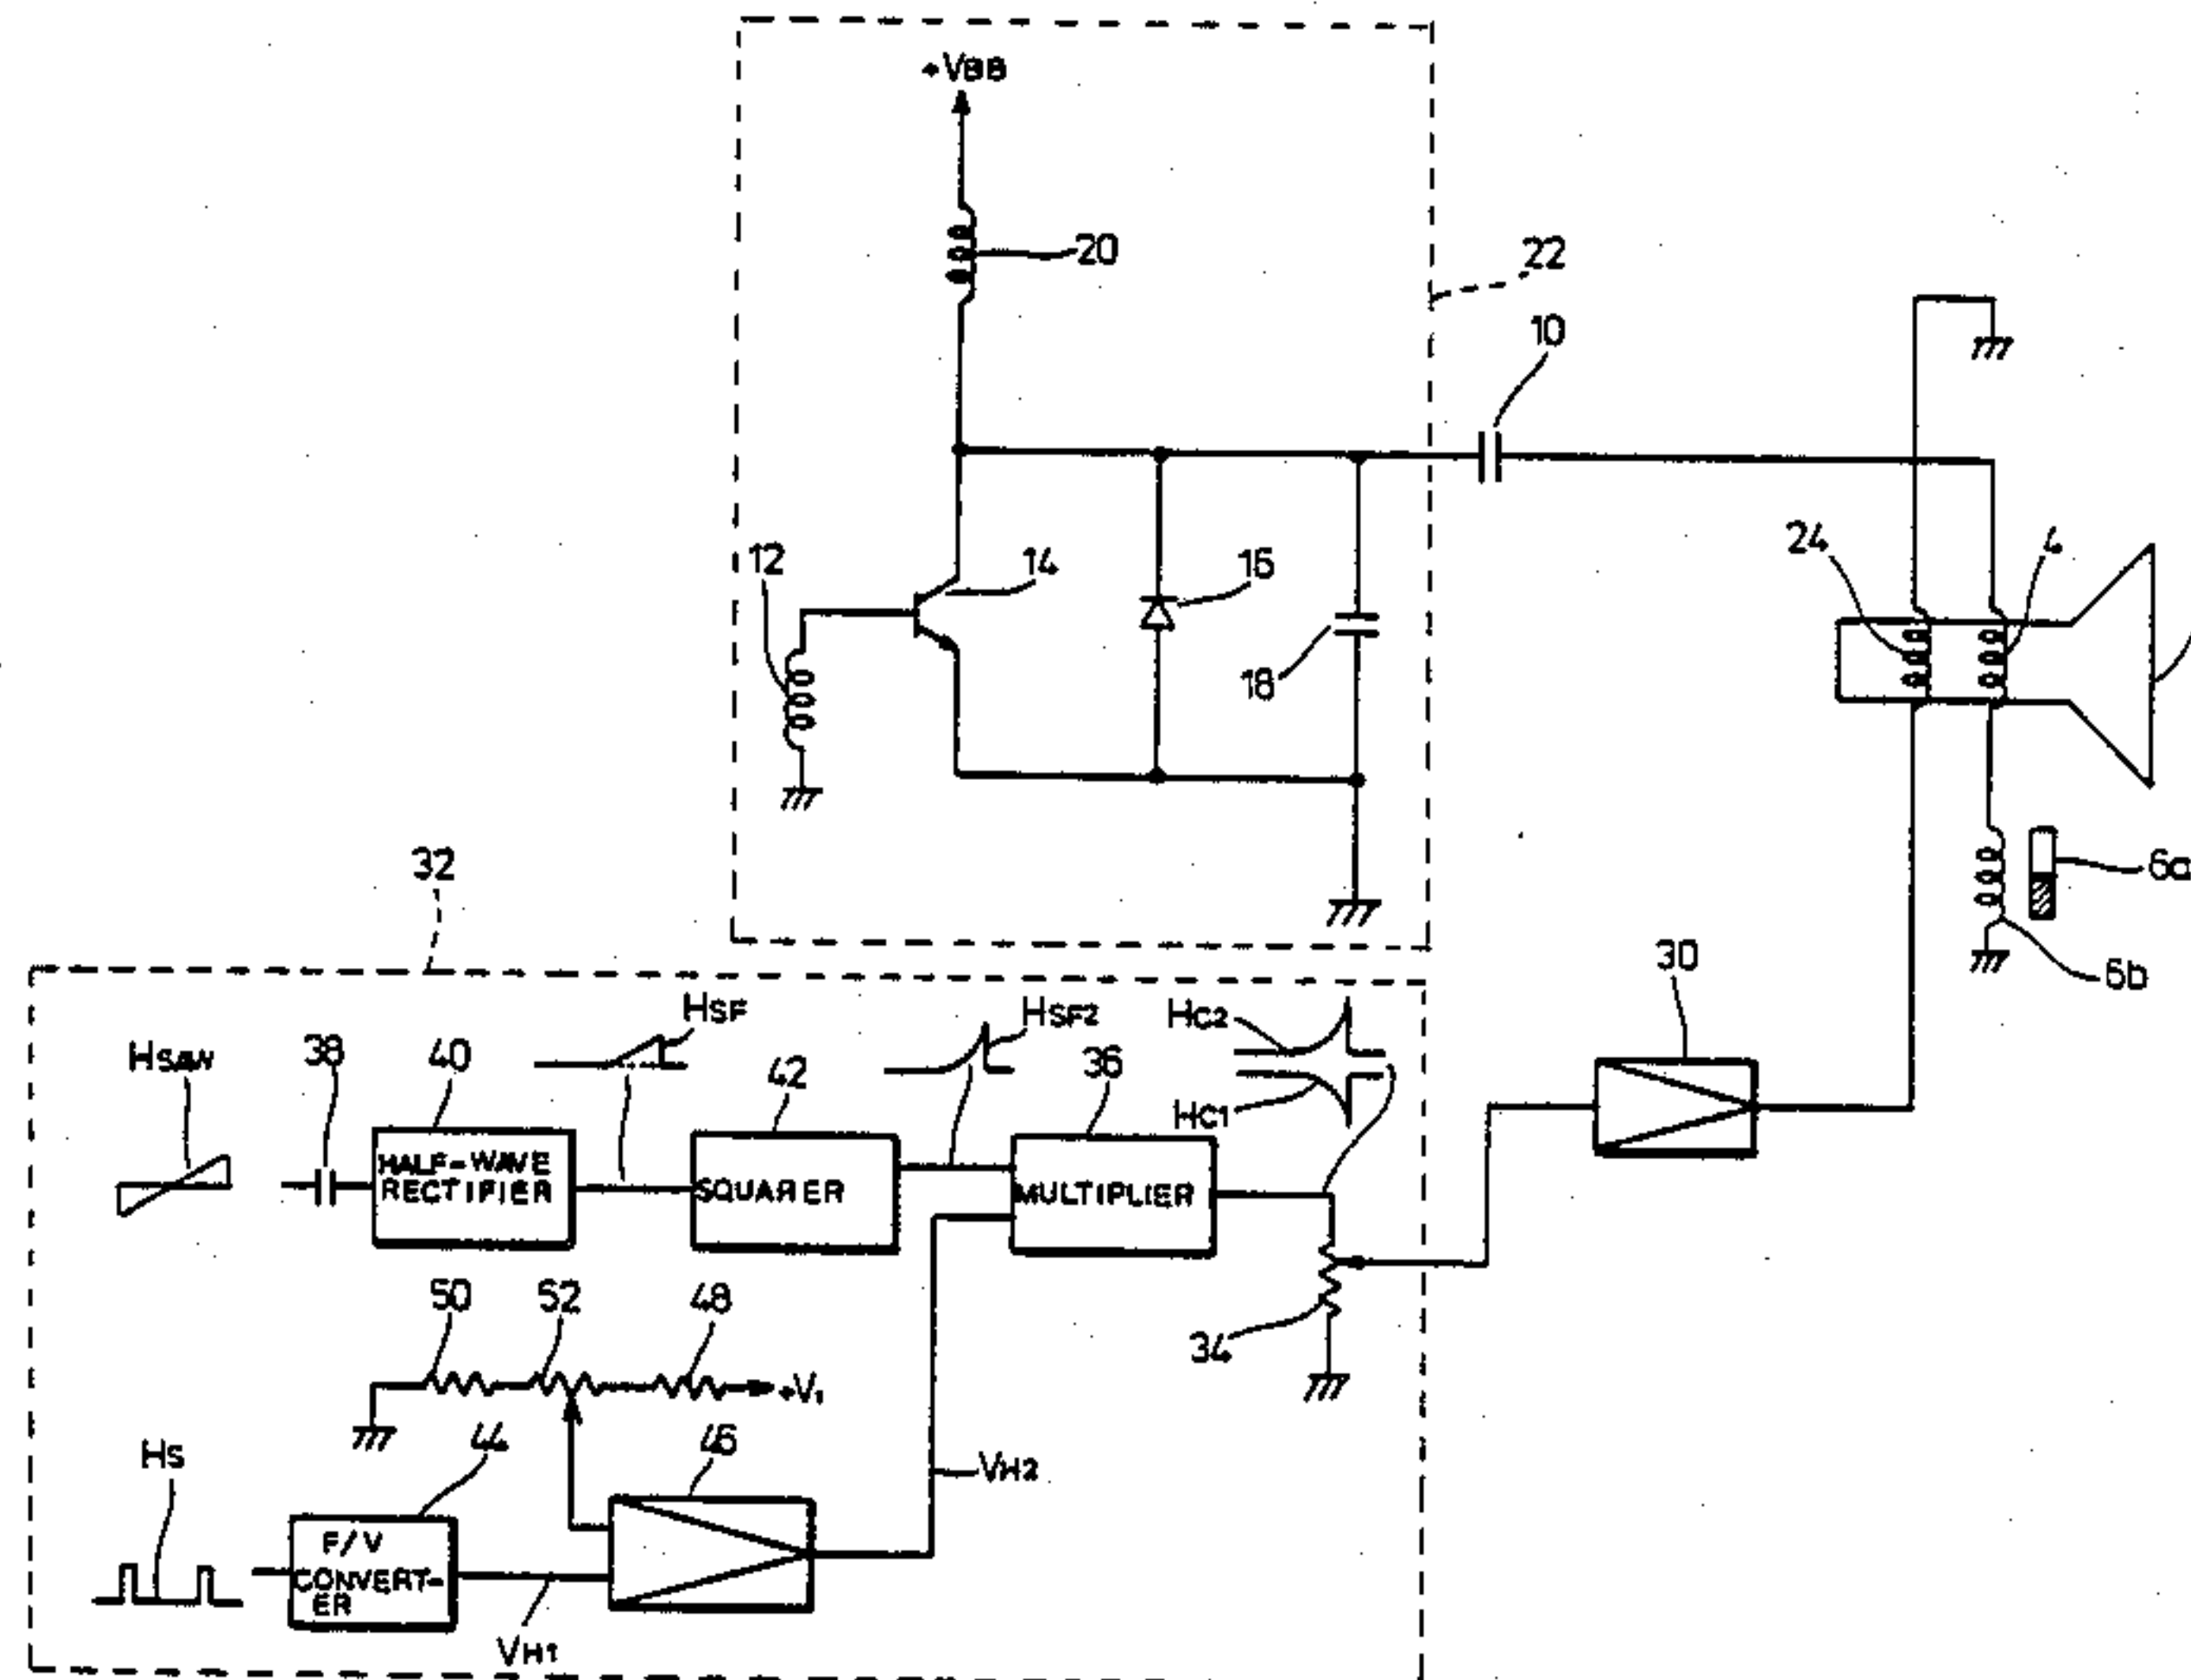 +VBB
20
22
10
12
14
16
18
24
4
6a
6b
30
32
HSAW
38
40
HSF
42
HSF2
36
HC2
HC1
HALF-WAVE
RECTIFIER
SQUARER
MULTIPLIER
34
50
52
48
+V1
HS
44
46
VH2
F/V
CONVERT-
ER
VH1